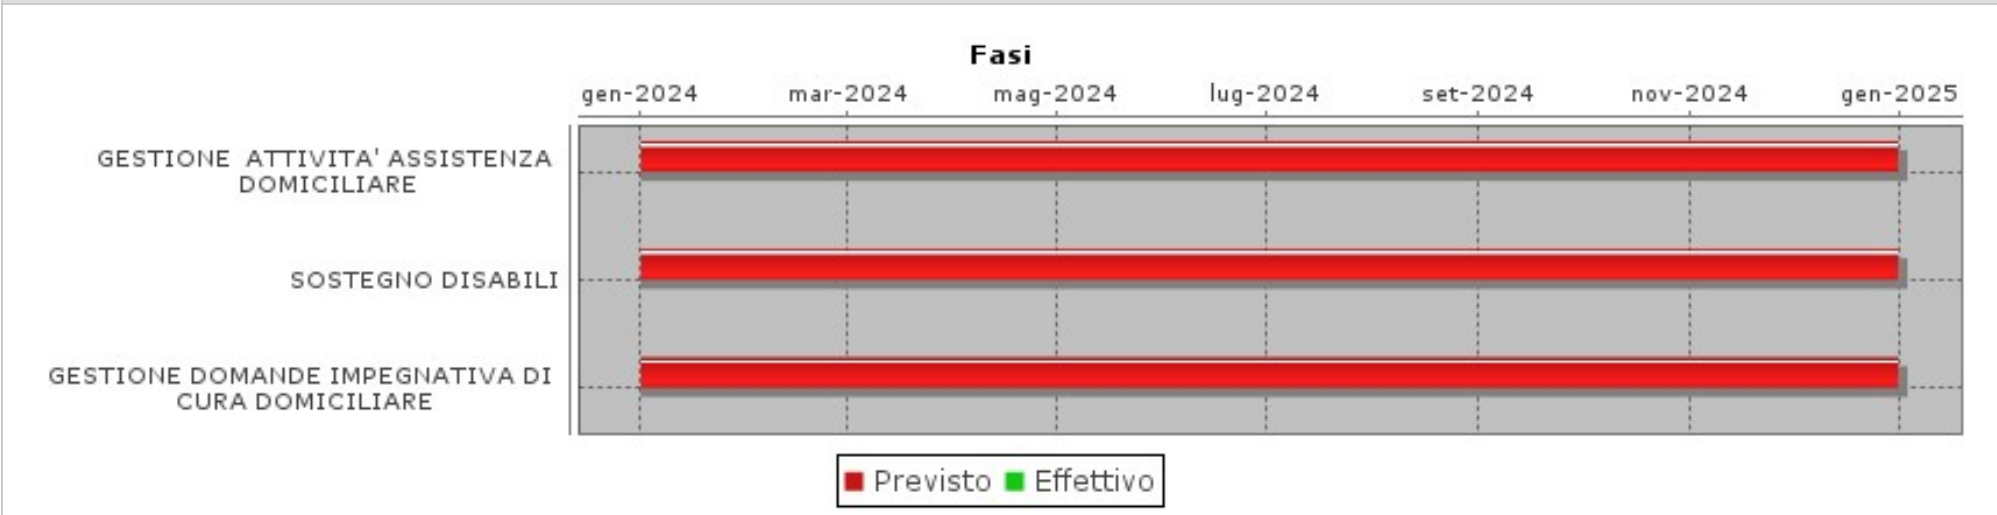 Fasi
gen-2024 mar-2024 mag-2024 lug-2024 set-2024 nov-2024 gen-2025
GESTIONE  ATTIVITA' ASSISTENZA
DOMICILIARE
SOSTEGNO DISABILI
GESTIONE DOMANDE IMPEGNATIVA DI
CURA DOMICILIARE
Previsto Effettivo